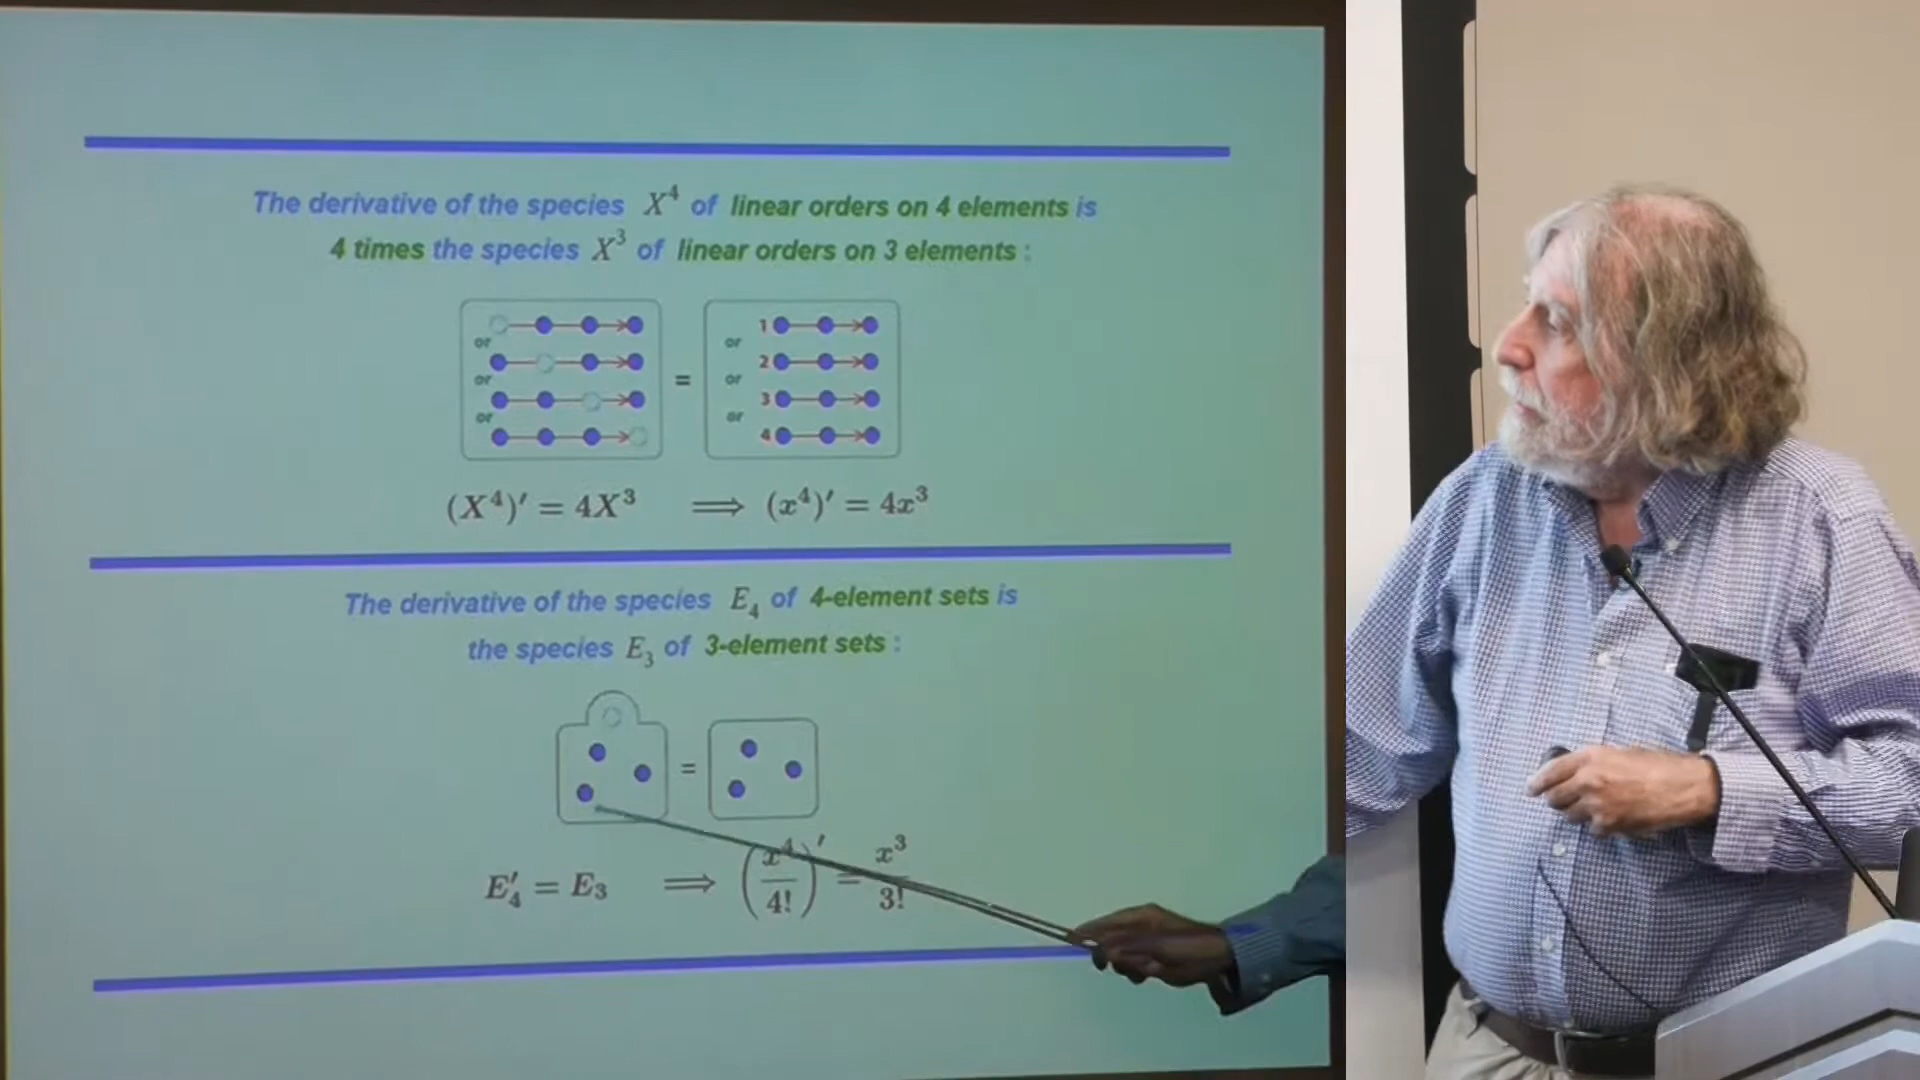 The derivative of the species X⁴ of linear orders on 4 elements is
4 times the species X³ of linear orders on 3 elements :
or
or
or
=
1
or
2
or
3
or
4
(X⁴)′ = 4X³ ⟹ (x⁴)′ = 4x³
The derivative of the species E₄ of 4-element sets is
the species E₃ of 3-element sets :
=
E₄′ = E₃ ⟹ (x⁴/4!)′ = x³/3!